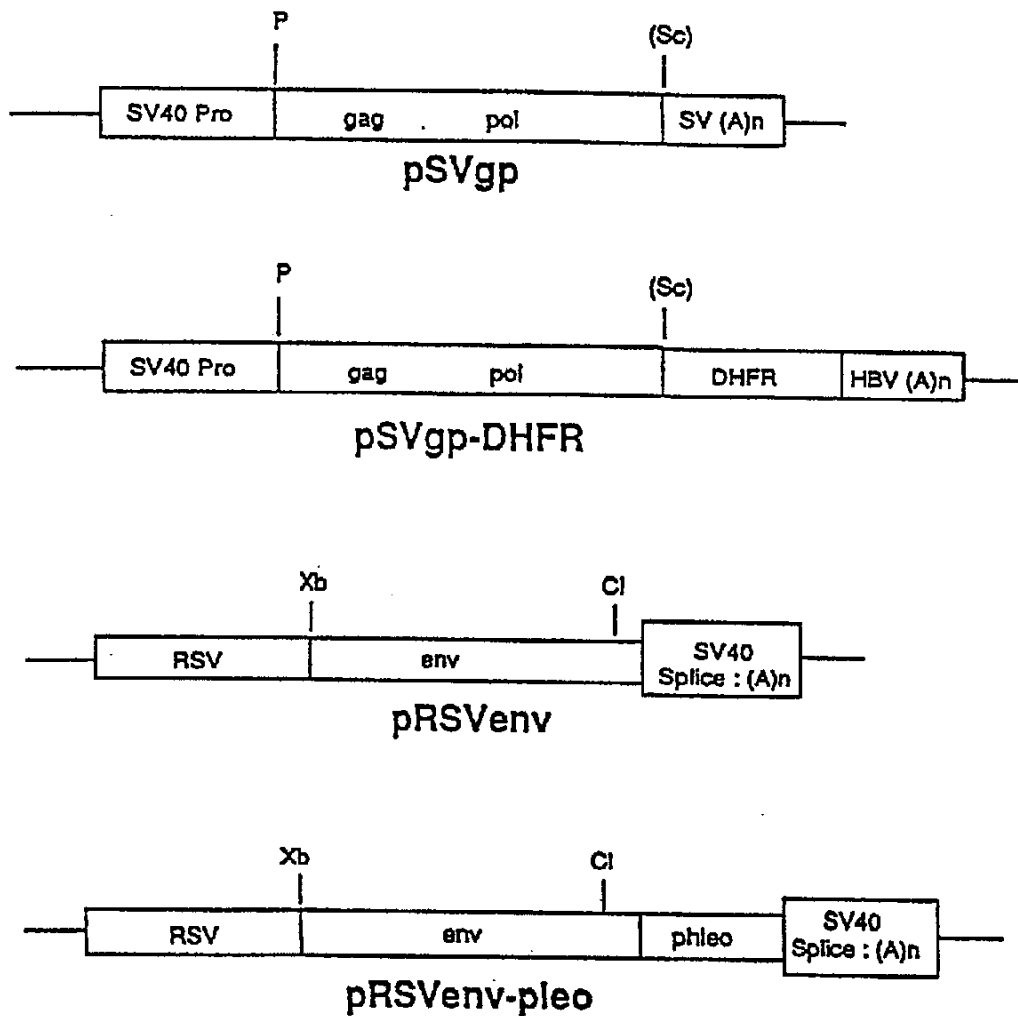 P (Sc)
SV40 Pro gag pol SV (A)n
pSVgp
P (Sc)
SV40 Pro gag pol DHFR HBV (A)n
pSVgp-DHFR
Xb Cl
RSV env SV40
Splice : (A)n
pRSVenv
Xb Cl
RSV env phleo SV40
Splice : (A)n
pRSVenv-pleo